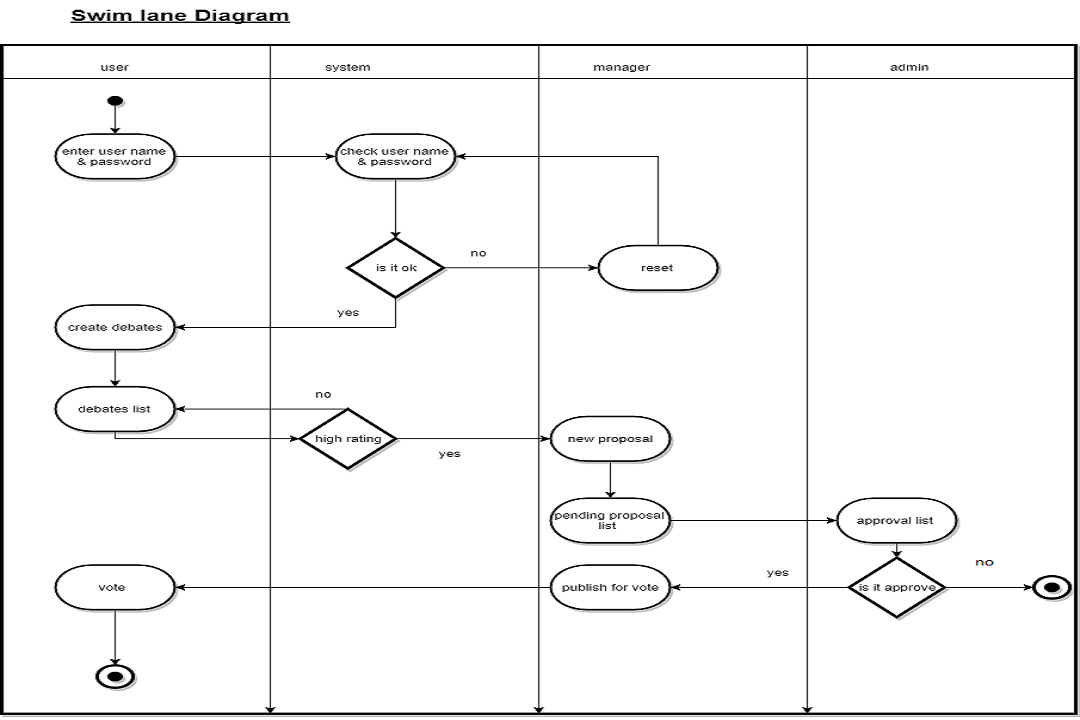 Swim lane Diagram
user
system
manager
admin
enter user name
& password
check user name
& password
is it ok
no
reset
yes
create debates
no
debates list
high rating
new proposal
yes
pending proposal
list
approval list
no
yes
vote
publish for vote
is it approve